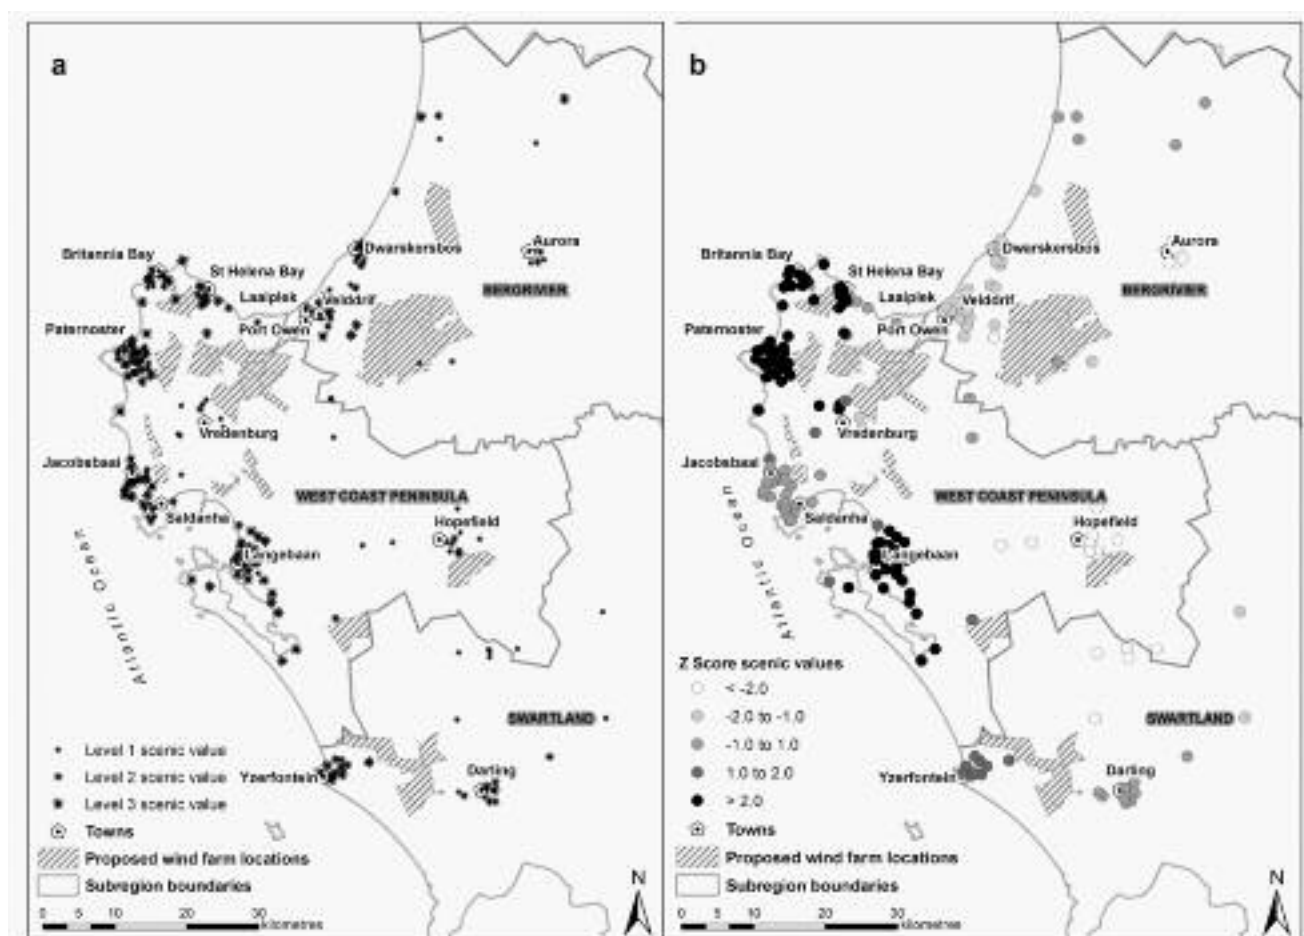 a
Britannia Bay
St Helena Bay
Dwarskersbos
Aurora
BERGRIVIER
Laaiplek
Velddrif
Port Owen
Paternoster
Vredenburg
Jacobsbaai
WEST COAST PENINSULA
Saldanha
Hopefield
Langebaan
Atlantic Ocean
1
SWARTLAND
Yzerfontein
Darling
Level 1 scenic value
Level 2 scenic value
Level 3 scenic value
Towns
Proposed wind farm locations
Subregion boundaries
0 5 10 20 30
kilometres
N
b
Britannia Bay
St Helena Bay
Dwarskersbos
Aurora
BERGRIVIER
Laaiplek
Velddrif
Port Owen
Paternoster
Vredenburg
Jacobsbaai
WEST COAST PENINSULA
Saldanha
Hopefield
Langebaan
Atlantic Ocean
SWARTLAND
Yzerfontein
Darling
Z Score scenic values
< -2.0
-2.0 to -1.0
-1.0 to 1.0
1.0 to 2.0
> 2.0
Towns
Proposed wind farm locations
Subregion boundaries
0 5 10 20 30
kilometres
N